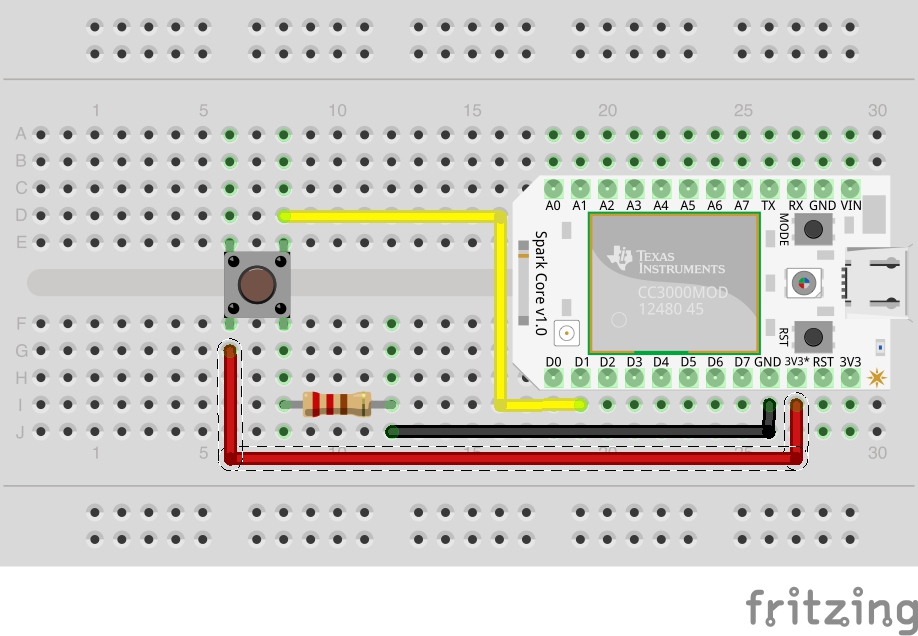 1 5 10 15 20 25 30
A
B
C
D
E
F
G
H
I
J
A0 A1 A2 A3 A4 A5 A6 A7 TX RX GND VIN
MODE
Spark Core v1.0
TEXAS
INSTRUMENTS
CC3000MOD
12480 45
RST
D0 D1 D2 D3 D4 D5 D6 D7 GND 3V3* RST 3V3
1 5 10 15 20 25 30
fritzing